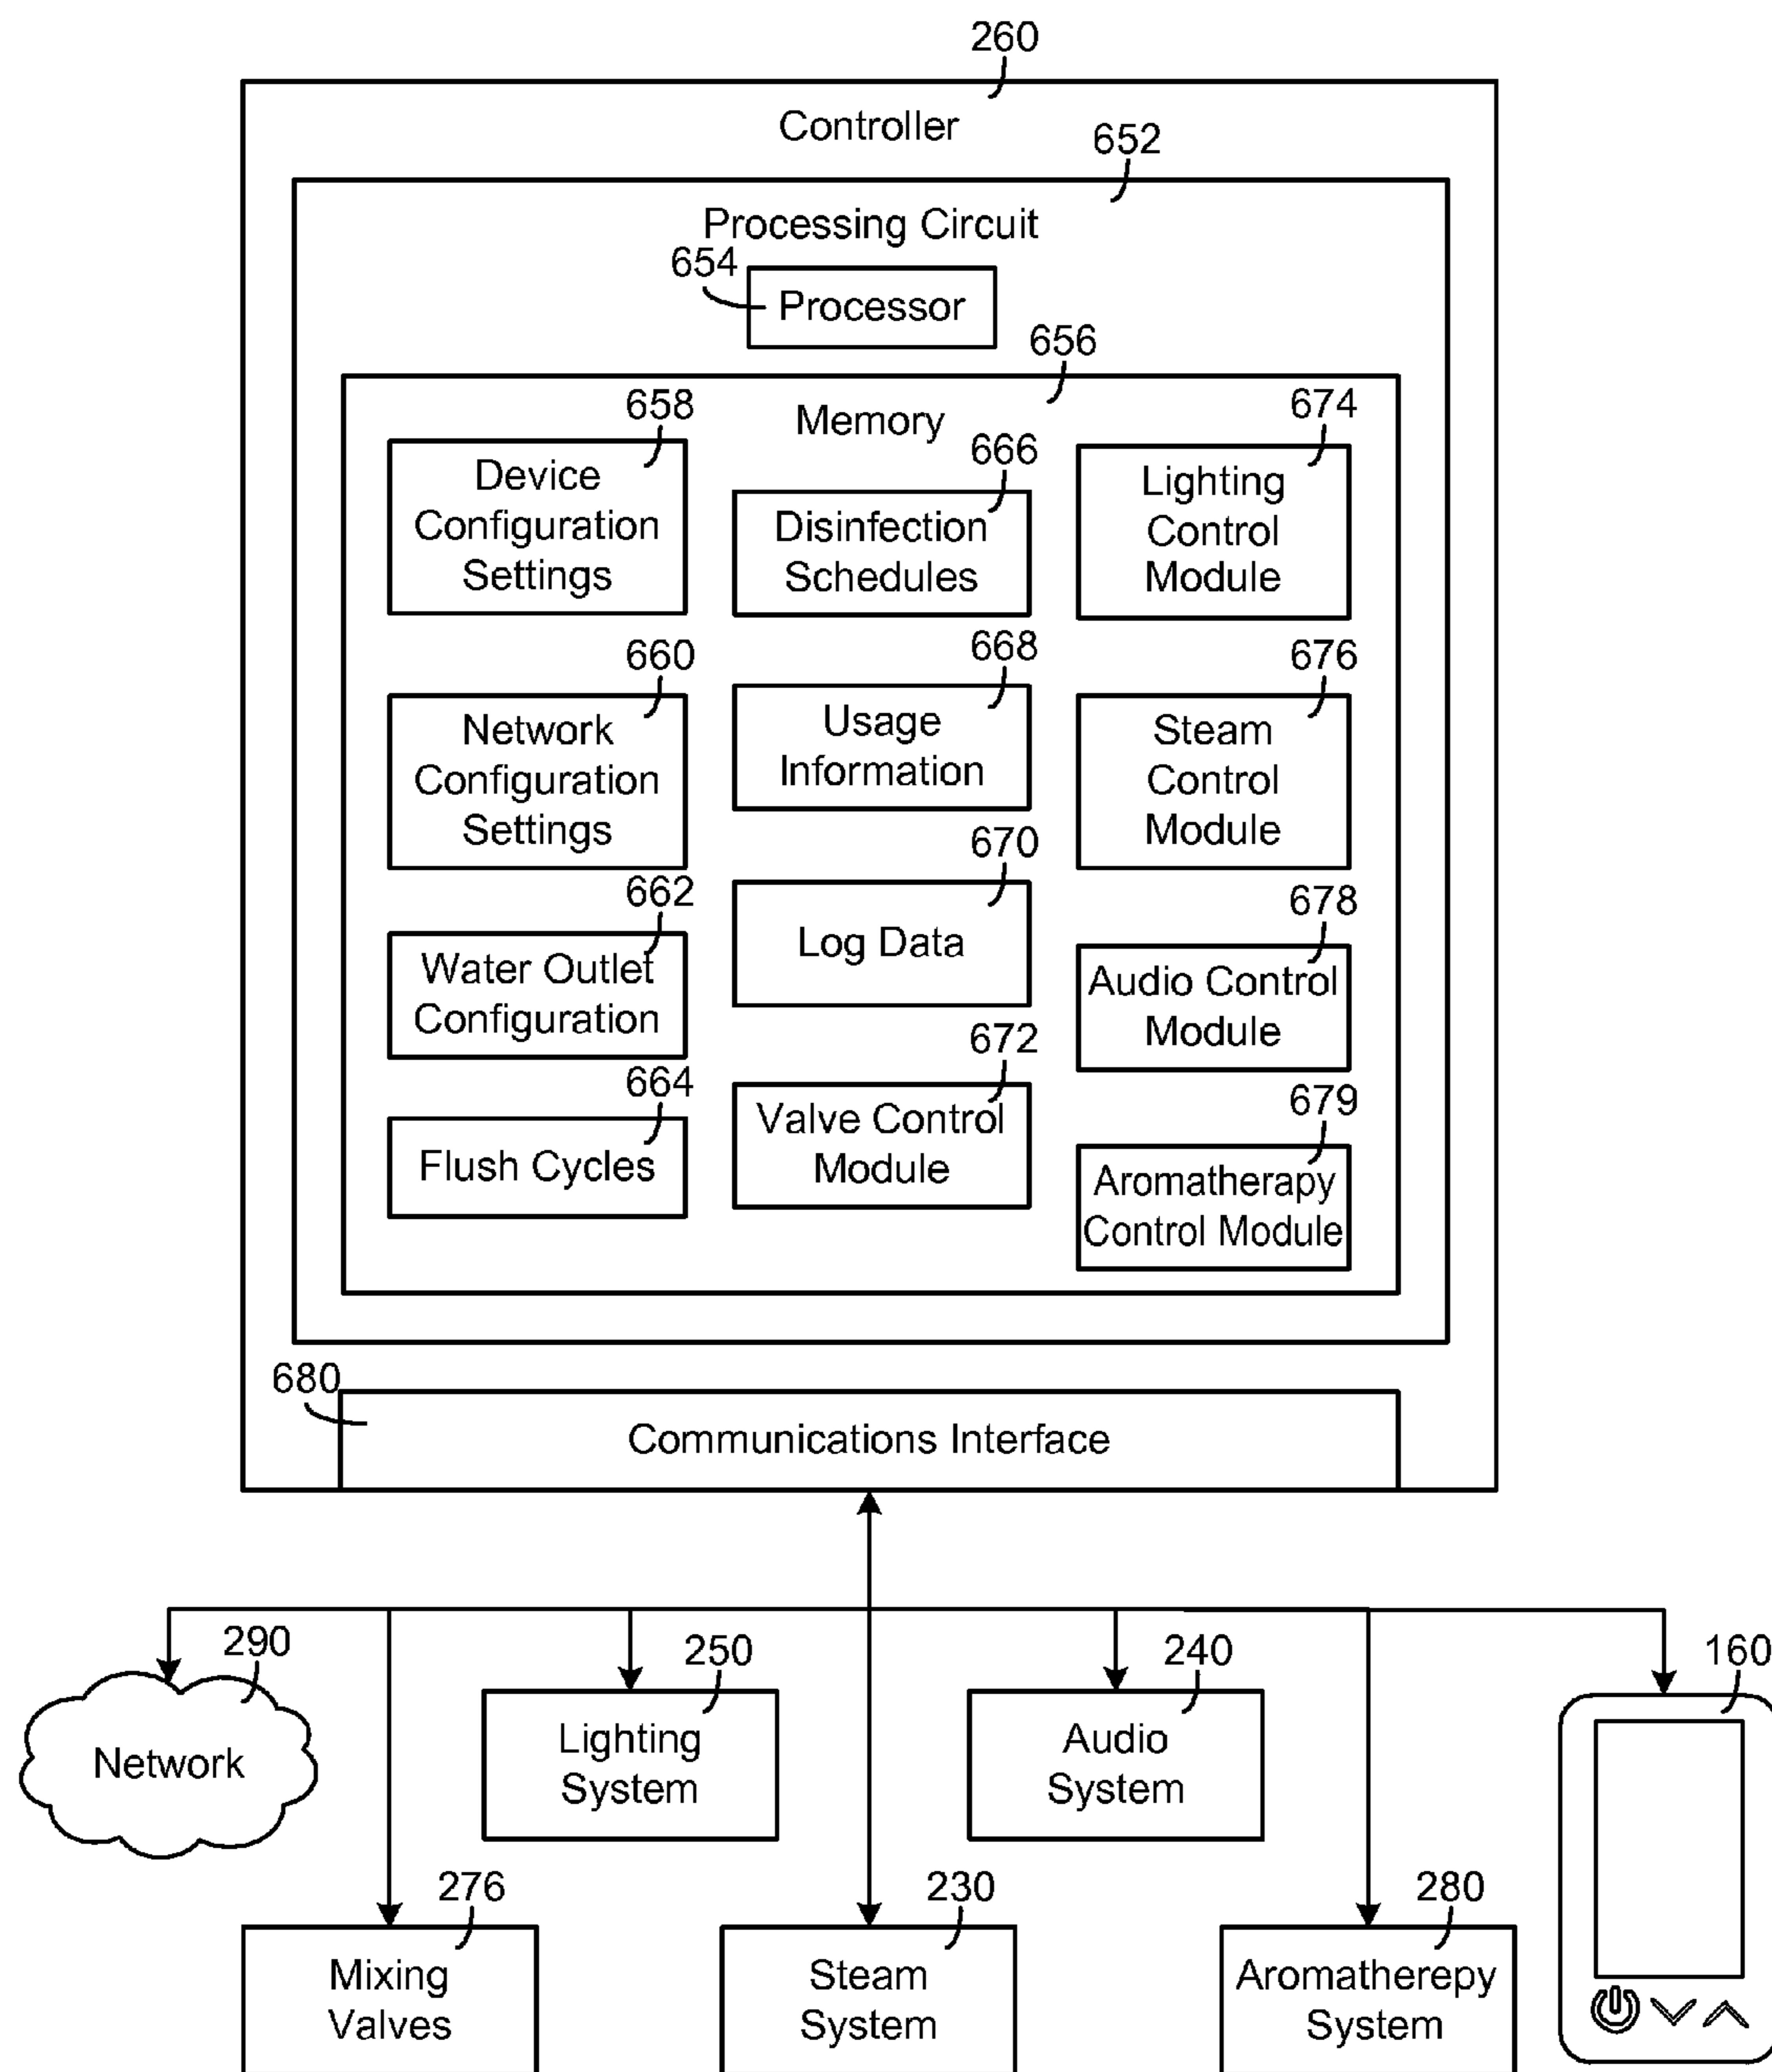 260
Controller
652
Processing Circuit
654
Processor
656
Memory
658
Device
Configuration
Settings
666
Disinfection
Schedules
674
Lighting
Control
Module
660
Network
Configuration
Settings
668
Usage
Information
676
Steam
Control
Module
662
Water Outlet
Configuration
670
Log Data
678
Audio Control
Module
664
Flush Cycles
672
Valve Control
Module
679
Aromatherapy
Control Module
680
Communications Interface
290
Network
250
Lighting
System
240
Audio
System
160
276
Mixing
Valves
230
Steam
System
280
Aromatherepy
System